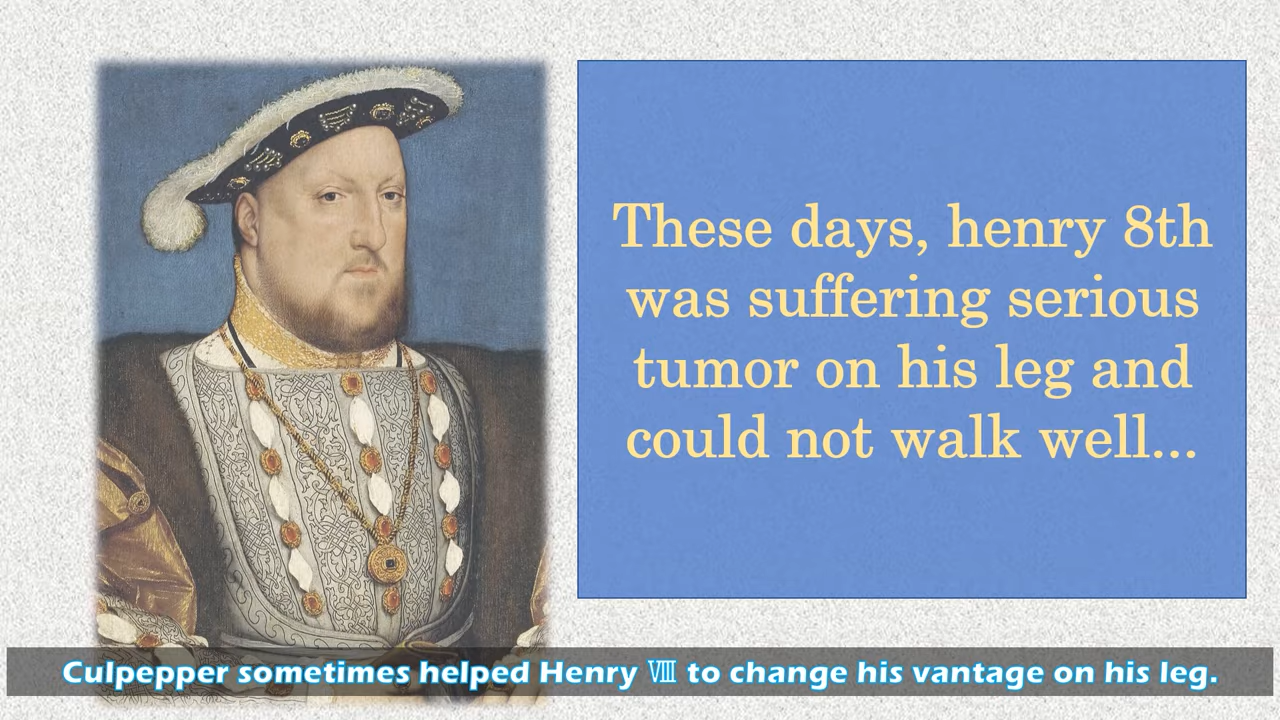 These days, henry 8th
was suffering serious
tumor on his leg and
could not walk well...
Culpepper sometimes helped Henry Ⅷ to change his vantage on his leg.